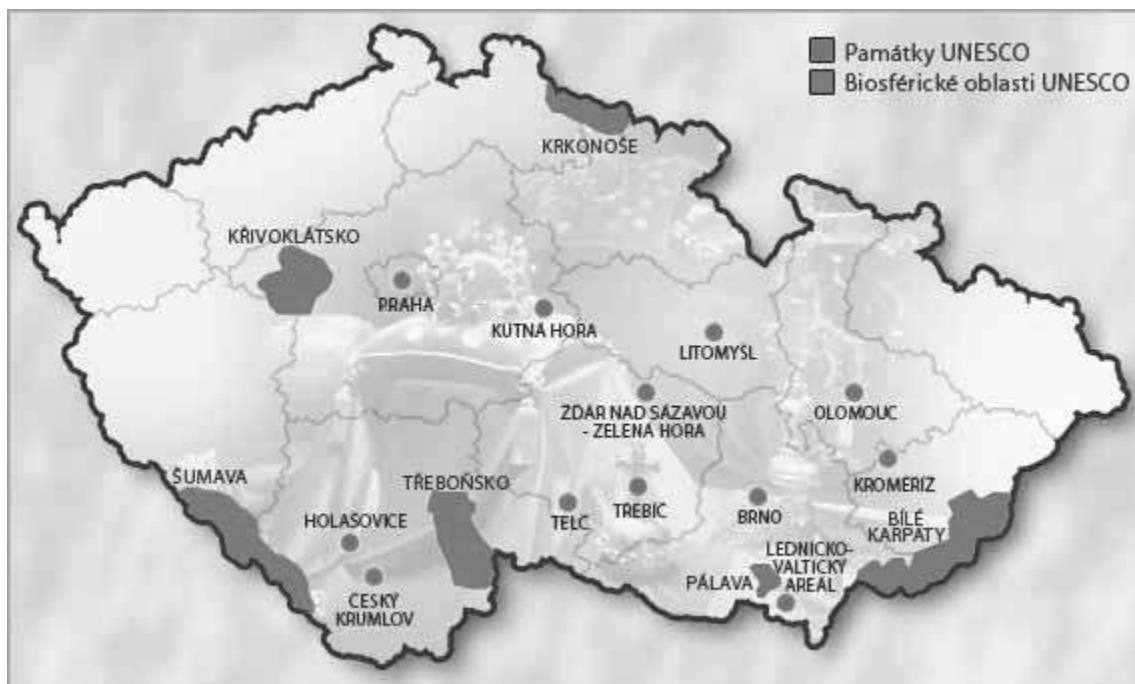 Památky UNESCO
Biosférické oblasti UNESCO
KRKONOŠE
KŘIVOKLÁTSKO
PRAHA
KUTNÁ HORA
LITOMYŠL
ŽĎÁR NAD SÁZAVOU
- ZELENÁ HORA
OLOMOUC
ŠUMAVA
TŘEBOŇSKO
KROMĚŘÍŽ
HOLAŠOVICE
TELČ
TŘEBÍČ
BRNO
BÍLÉ
KARPATY
LEDNICKO-
VALTICKÝ
AREÁL
PÁLAVA
ČESKÝ
KRUMLOV